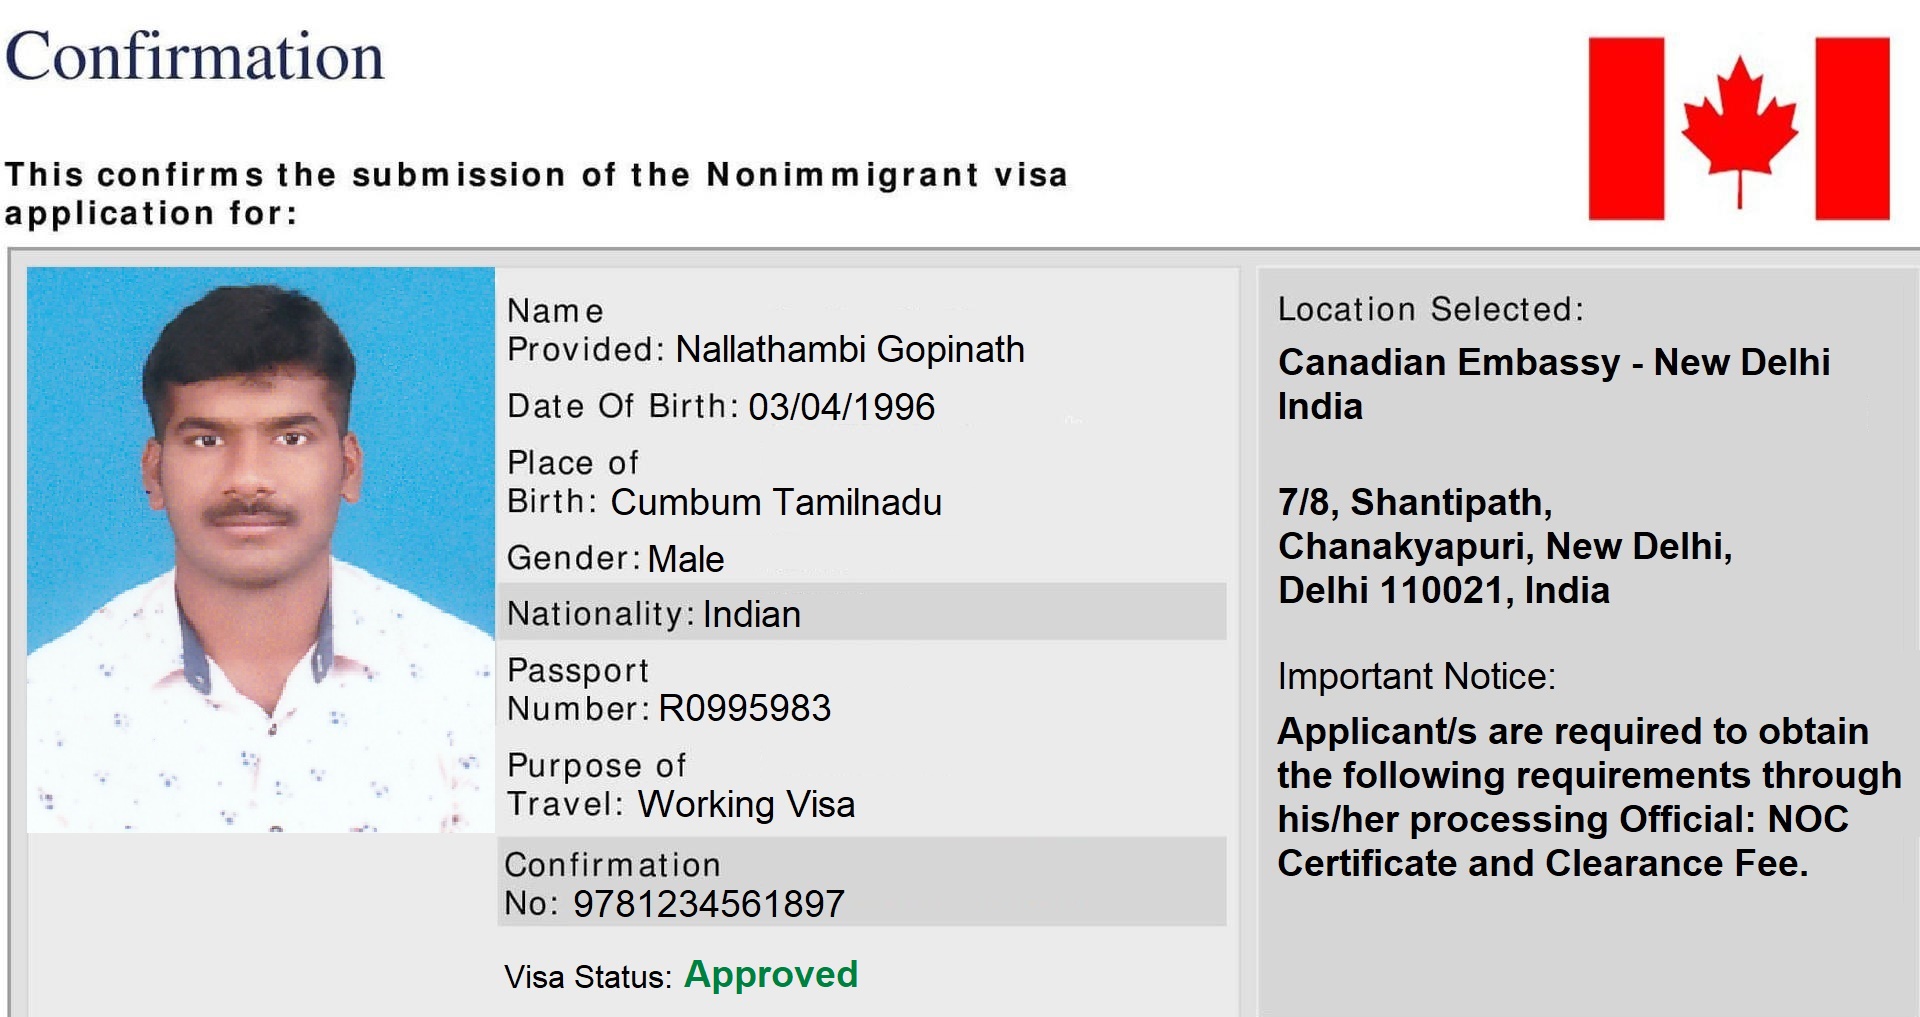 Confirmation
This confirms the submission of the Nonimmigrant visa
application for:
Name
Provided: Nallathambi Gopinath
Date Of Birth: 03/04/1996
Place of
Birth: Cumbum Tamilnadu
Gender: Male
Nationality: Indian
Passport
Number: R0995983
Purpose of
Travel: Working Visa
Confirmation
No: 9781234561897
Visa Status: Approved
Location Selected:
Canadian Embassy - New Delhi
India
7/8, Shantipath,
Chanakyapuri, New Delhi,
Delhi 110021, India
Important Notice:
Applicant/s are required to obtain
the following requirements through
his/her processing Official: NOC
Certificate and Clearance Fee.